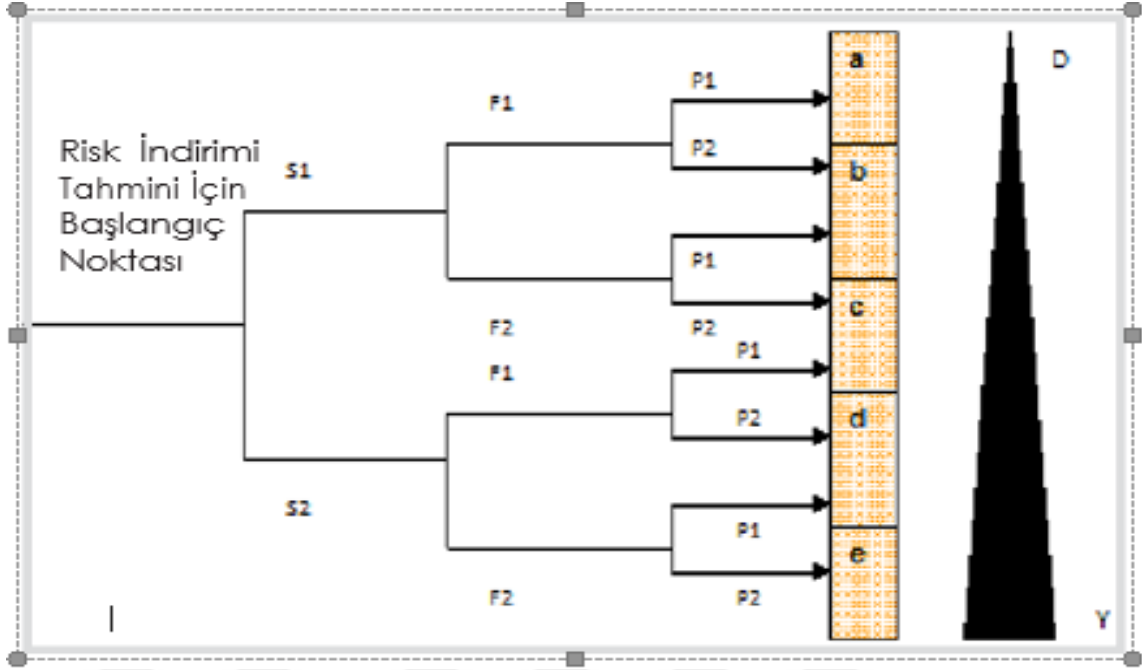 Risk İndirimi
Tahmini İçin
Başlangıç
Noktası
S1
S2
F1
F2
F1
F2
P1
P2
P1
P2
P1
P2
P1
P2
a
b
c
d
e
D
Y